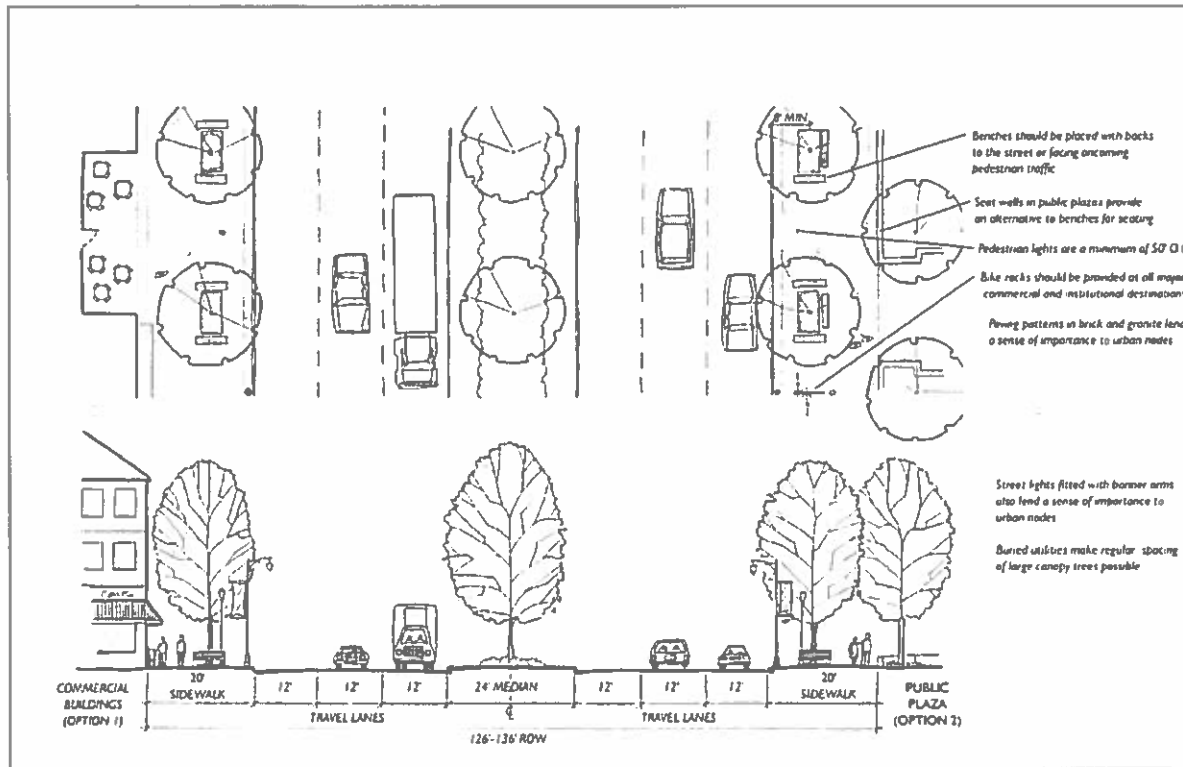 8' MIN
Benches should be placed with backs
to the street or facing oncoming
pedestrian traffic
Seat walls in public plazas provide
an alternative to benches for seating
Pedestrian lights are a minimum of 50' O.
Bike racks should be provided at all major
commercial and institutional destination
Paving patterns in brick and granite lend
a sense of importance to urban nodes
Street lights fitted with banner arms
also lend a sense of importance to
urban nodes
Buried utilities make regular spacing
of large canopy trees possible
COMMERCIAL
BUILDINGS
(OPTION 1)
20'
SIDEWALK
12'
12'
12'
24' MEDIAN
12'
12'
12'
20'
SIDEWALK
PUBLIC
PLAZA
(OPTION 2)
TRAVEL LANES
TRAVEL LANES
126'-136' ROW